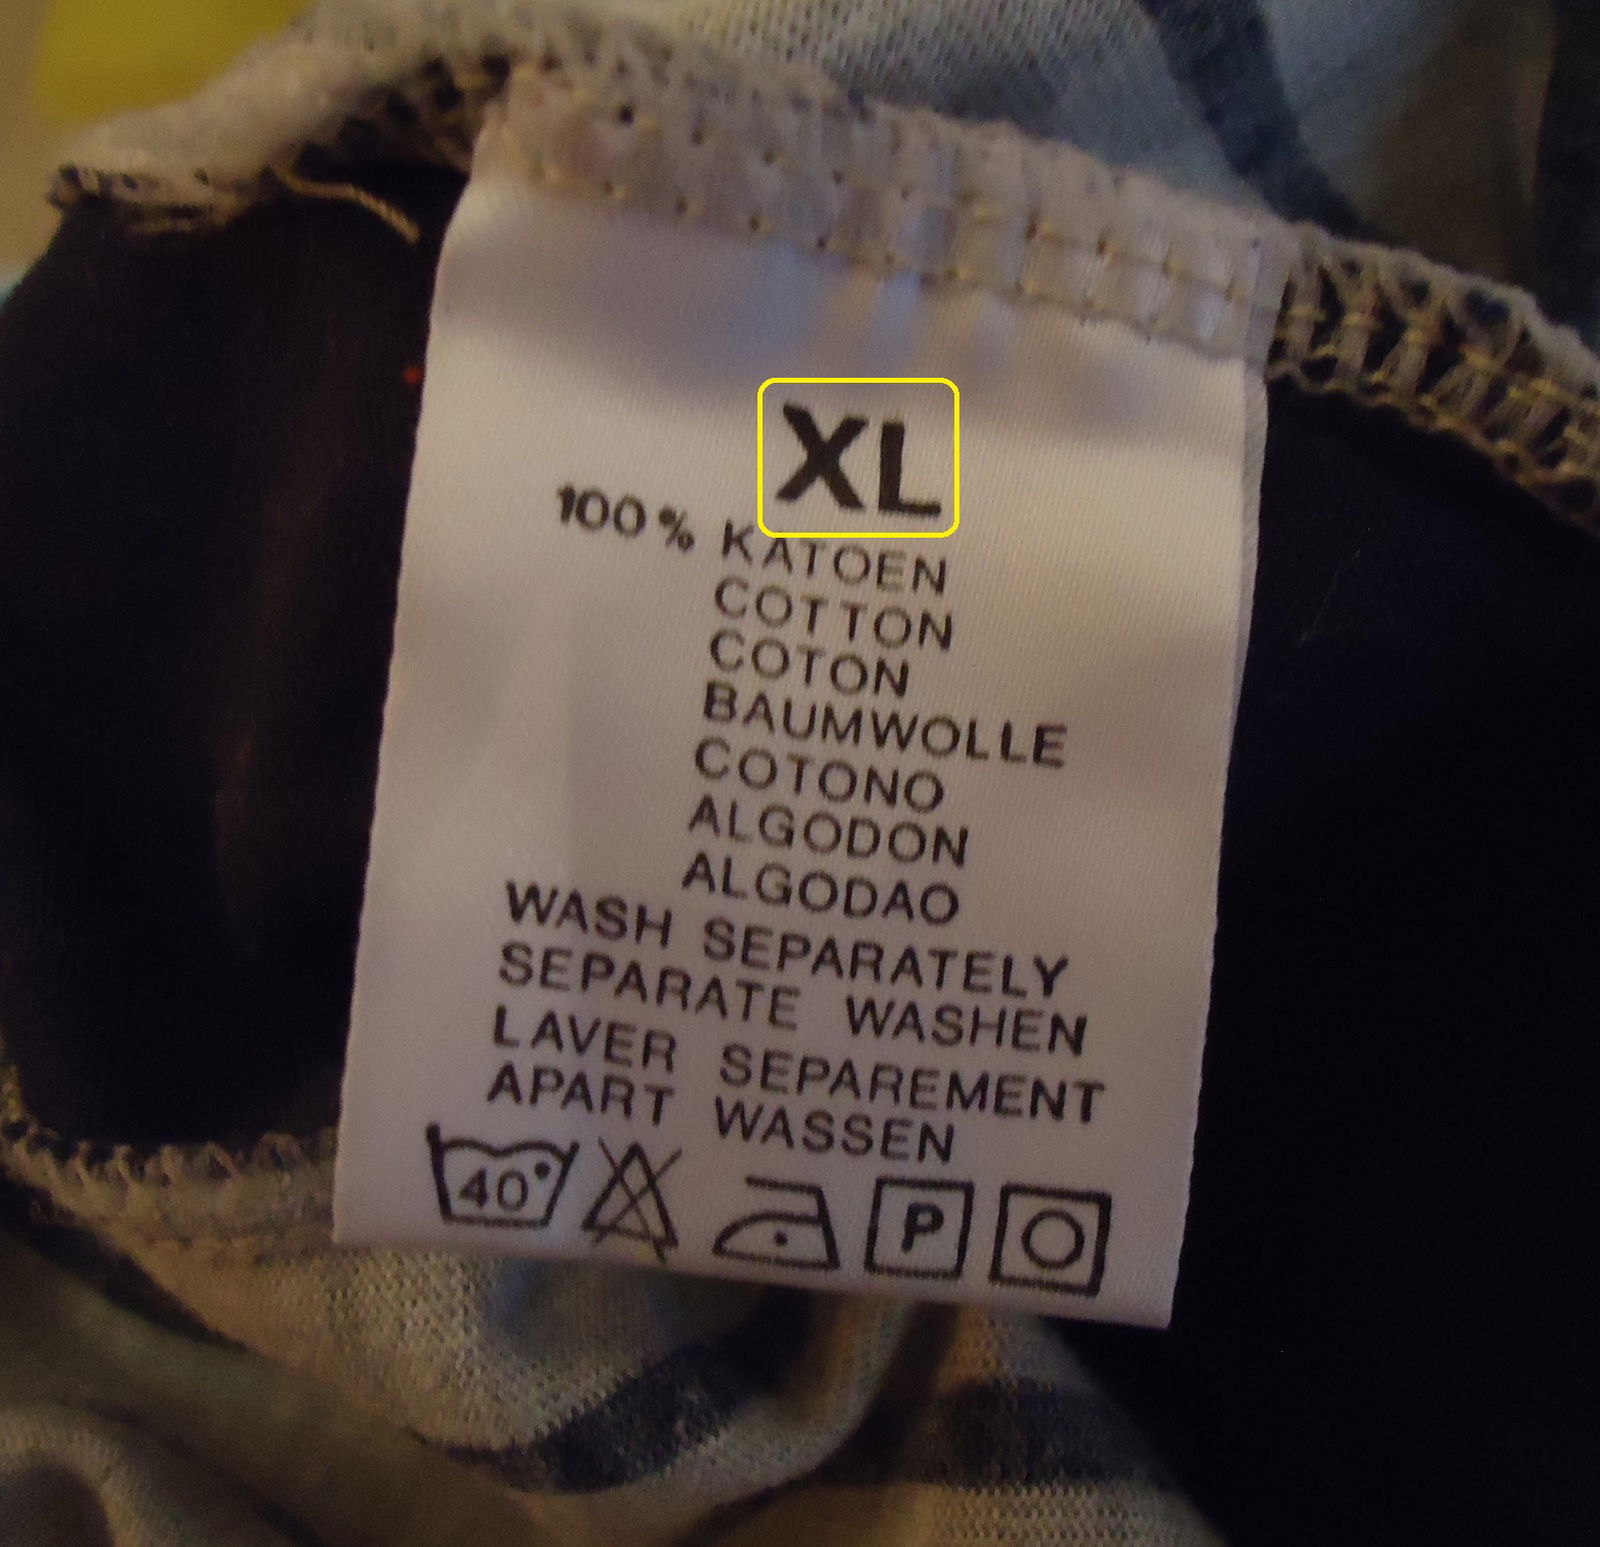 XL
100% KATOEN
COTTON
COTON
BAUMWOLLE
COTONO
ALGODON
ALGODAO
WASH SEPARATELY
SEPARATE WASHEN
LAVER SEPAREMENT
APART WASSEN
40° P